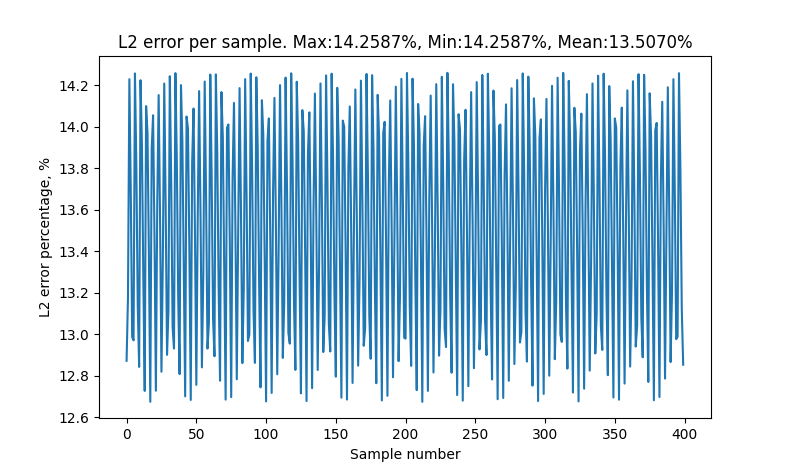 L2 error per sample. Max:14.2587%, Min:14.2587%, Mean:13.5070%
14.2
14.0
13.8
13.6
13.4
13.2
13.0
12.8
12.6
L2 error percentage, %
0 50 100 150 200 250 300 350 400
Sample number